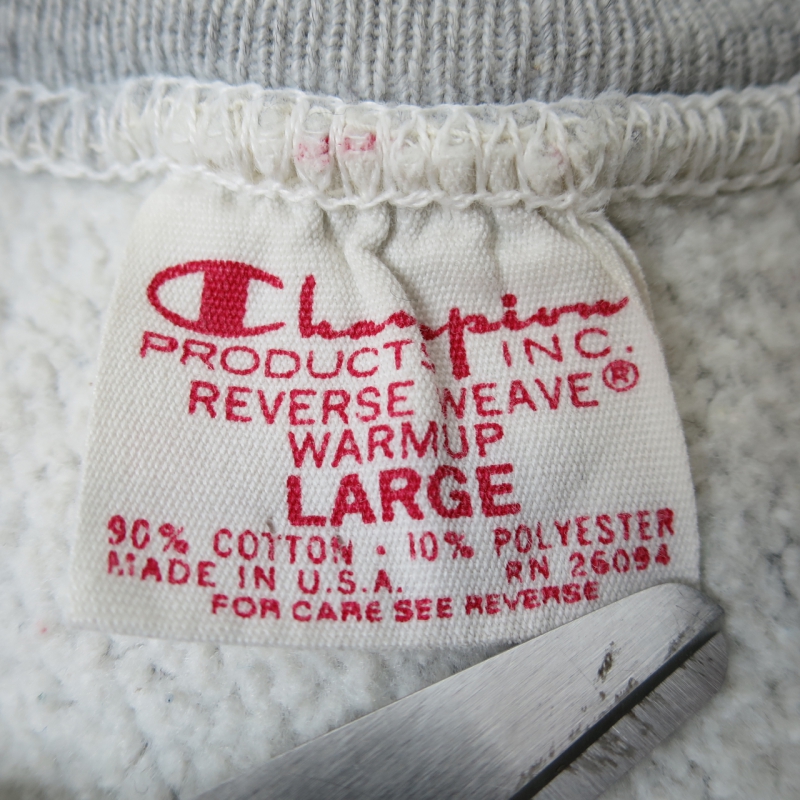 Champion
PRODUCTS INC.
REVERSE WEAVE®
WARMUP
LARGE
90% COTTON · 10% POLYESTER
MADE IN U.S.A. RN 26094
FOR CARE SEE REVERSE